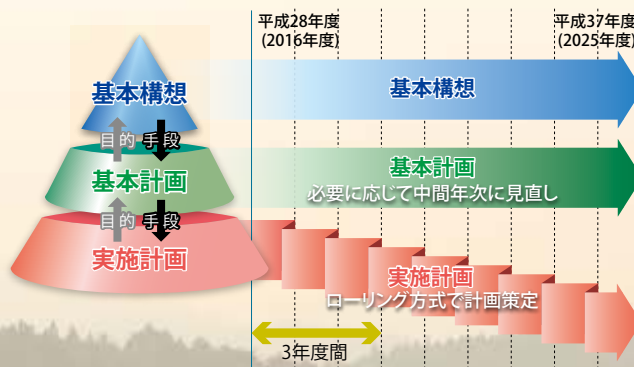 平成28年度
(2016年度)
平成37年度
(2025年度)
基本構想
基本構想
目的 手段
基本計画
基本計画
必要に応じて中間年次に見直し
目的 手段
実施計画
実施計画
ローリング方式で計画策定
3年度間